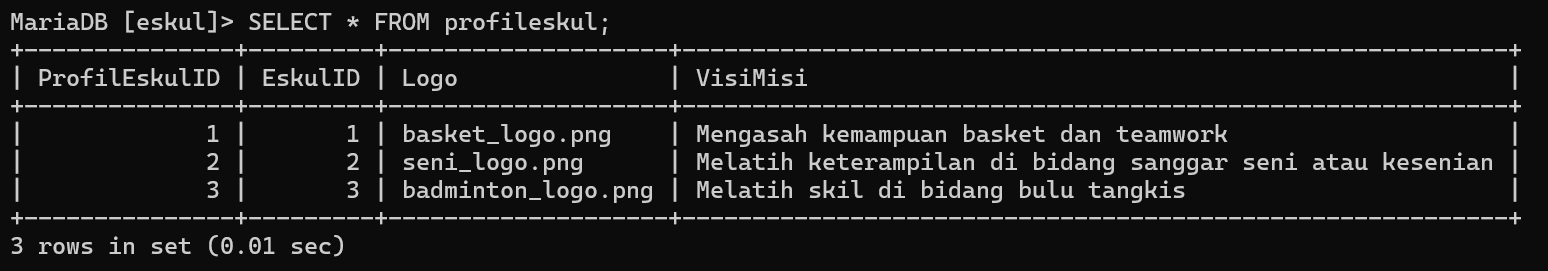 MariaDB [eskul]> SELECT * FROM profileskul;
+----------------+---------+--------------------+-----------------------------------------------------------+
| ProfilEskulID | EskulID | Logo               | VisiMisi                                                  |
+----------------+---------+--------------------+-----------------------------------------------------------+
|             1 |       1 | basket_logo.png    | Mengasah kemampuan basket dan teamwork                    |
|             2 |       2 | seni_logo.png      | Melatih keterampilan di bidang sanggar seni atau kesenian |
|             3 |       3 | badminton_logo.png | Melatih skil di bidang bulu tangkis                       |
+----------------+---------+--------------------+-----------------------------------------------------------+
3 rows in set (0.01 sec)